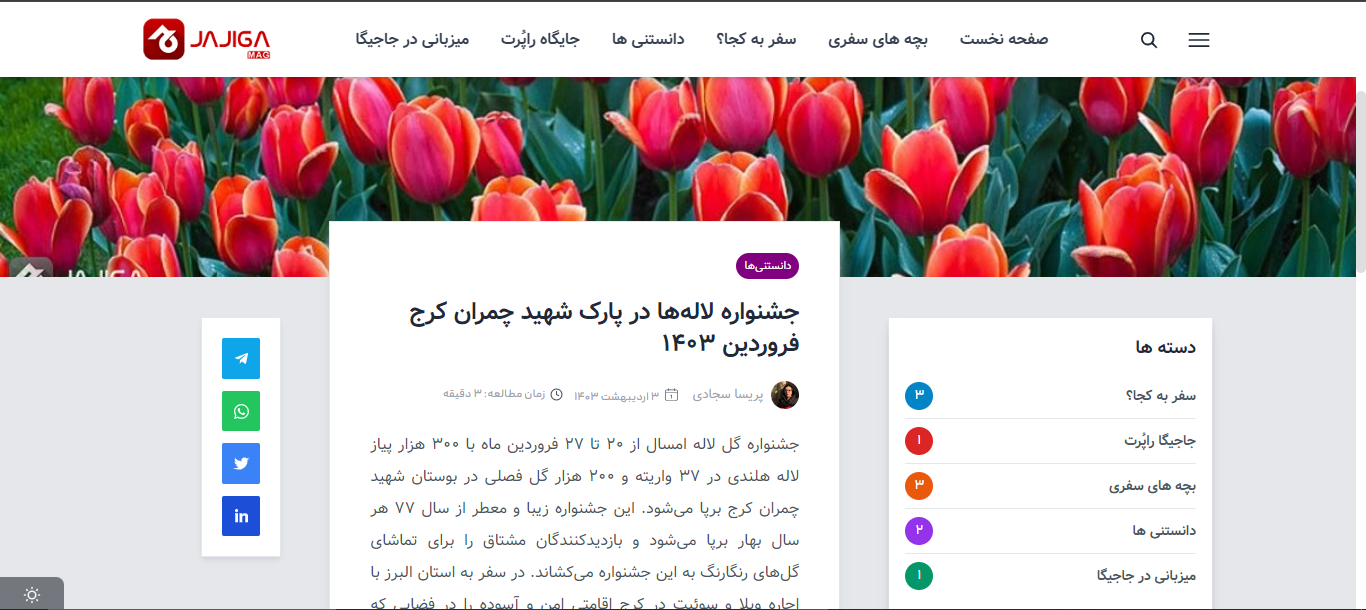 صفحه نخست
بچه های سفری
سفر به کجا؟
دانستنی ها
جایگاه راپُرت
میزبانی در جاجیگا
JAJIGA
MAG
JAJIGA
دانستنی‌ها
جشنواره لاله‌ها در پارک شهید چمران کرج
فروردین ۱۴۰۳
پریسا سجادی
۳ اردیبهشت ۱۴۰۳
زمان مطالعه: ۳ دقیقه
جشنواره گل لاله امسال از ۲۰ تا ۲۷ فروردین ماه با ۳۰۰ هزار پیاز
لاله هلندی در ۳۷ واریته و ۲۰۰ هزار گل فصلی در بوستان شهید
چمران کرج برپا می‌شود. این جشنواره زیبا و معطر از سال ۷۷ هر
سال بهار برپا می‌شود و بازدیدکنندگان مشتاق را برای تماشای
گل‌های رنگارنگ به این جشنواره می‌کشاند. در سفر به استان البرز با
اجاره ویلا و سوئیت در کرج اقامتی امن و آسوده را در فضایی که
دسته ها
سفر به کجا؟ ۳
جاجیگا راپُرت ۱
بچه های سفری ۳
دانستنی ها ۲
میزبانی در جاجیگا ۱
in